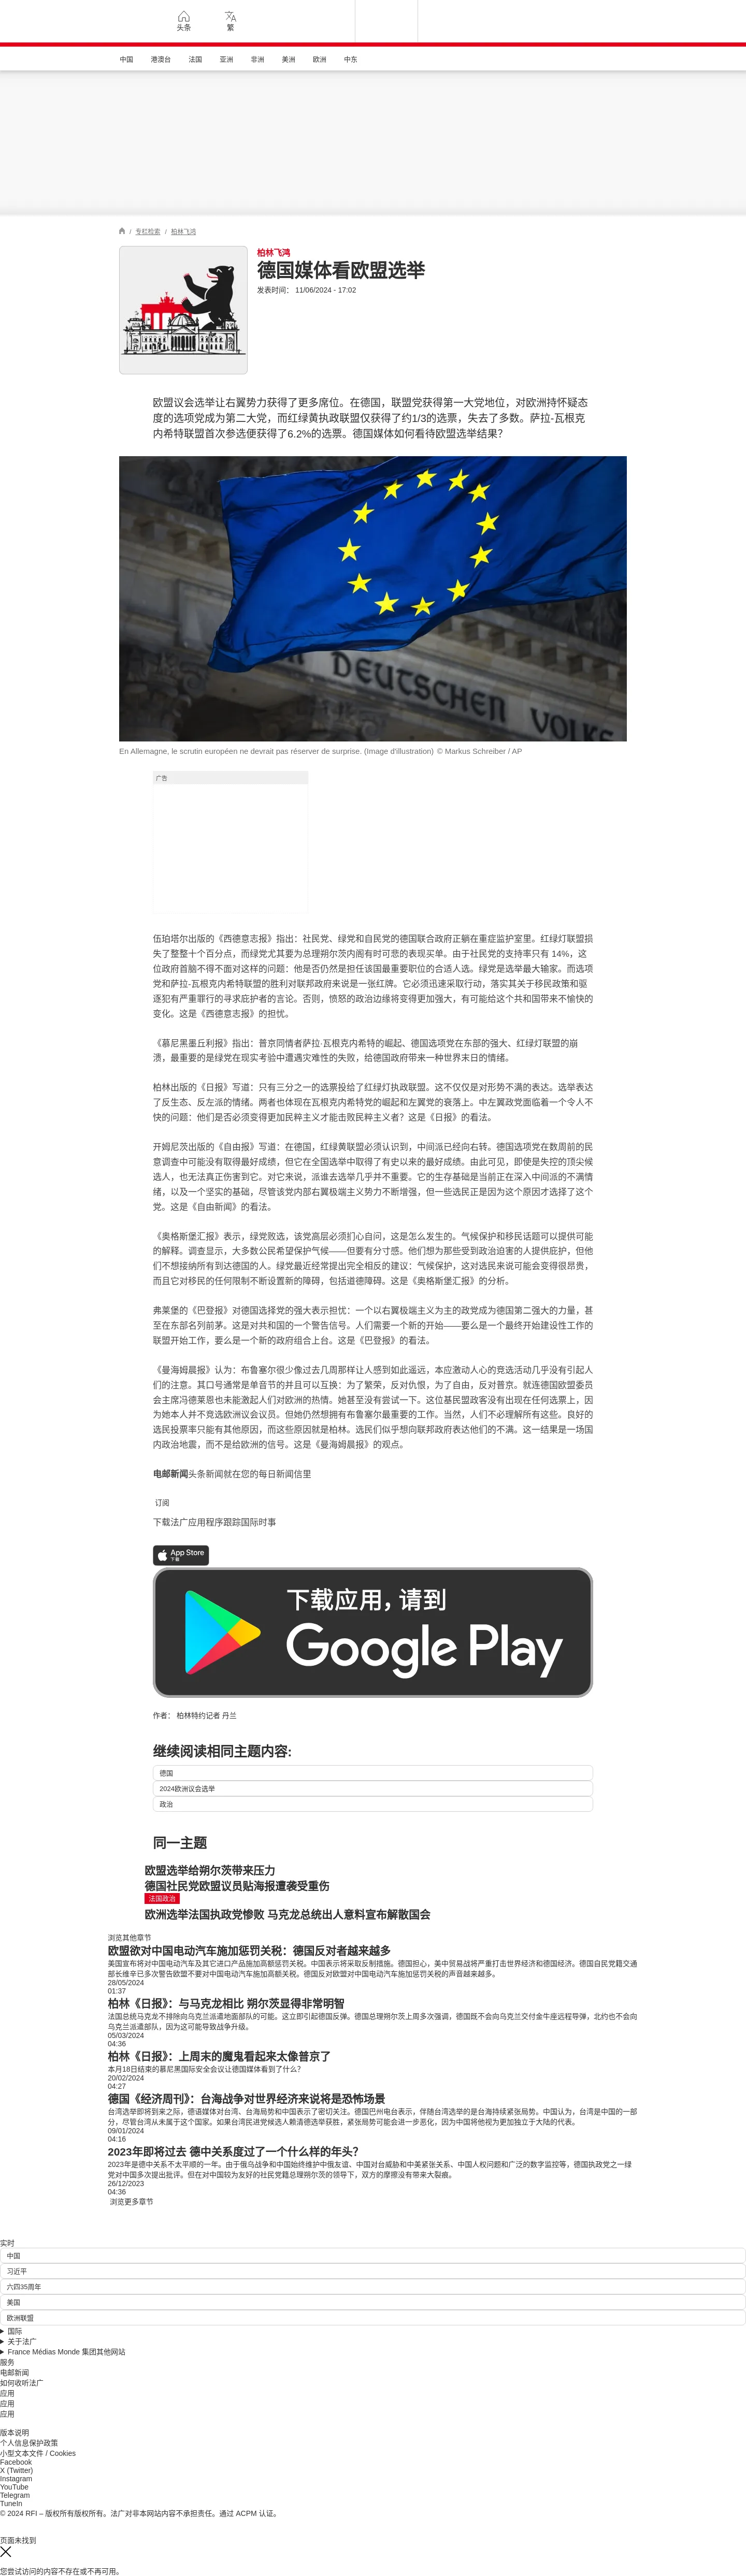 头条
繁
中国 港澳台 法国 亚洲 非洲 美洲 欧洲 中东
/ 专栏检索 / 柏林飞鸿
柏林飞鸿
德国媒体看欧盟选举
发表时间： 11/06/2024 - 17:02
欧盟议会选举让右翼势力获得了更多席位。在德国，联盟党获得第一大党地位，对欧洲持怀疑态
度的选项党成为第二大党，而红绿黄执政联盟仅获得了约1/3的选票，失去了多数。萨拉-瓦根克
内希特联盟首次参选便获得了6.2%的选票。德国媒体如何看待欧盟选举结果？
DEUTSCHEN VOLKE
En Allemagne, le scrutin européen ne devrait pas réserver de surprise. (Image d'illustration) © Markus Schreiber / AP
广告
伍珀塔尔出版的《西德意志报》指出：社民党、绿党和自民党的德国联合政府正躺在重症监护室里。红绿灯联盟损
失了整整十个百分点，而绿党尤其要为总理朔尔茨内阁有时可悲的表现买单。由于社民党的支持率只有 14%，这
位政府首脑不得不面对这样的问题：他是否仍然是担任该国最重要职位的合适人选。绿党是选举最大输家。而选项
党和萨拉-瓦根克内希特联盟的胜利对联邦政府来说是一张红牌。它必须迅速采取行动，落实其关于移民政策和驱
逐犯有严重罪行的寻求庇护者的言论。否则，愤怒的政治边缘将变得更加强大，有可能给这个共和国带来不愉快的
变化。这是《西德意志报》的担忧。
《慕尼黑墨丘利报》指出：普京同情者萨拉·瓦根克内希特的崛起、德国选项党在东部的强大、红绿灯联盟的崩
溃，最重要的是绿党在现实考验中遭遇灾难性的失败，给德国政府带来一种世界末日的情绪。
柏林出版的《日报》写道：只有三分之一的选票投给了红绿灯执政联盟。这不仅仅是对形势不满的表达。选举表达
了反生态、反左派的情绪。两者也体现在瓦根克内希特党的崛起和左翼党的衰落上。中左翼政党面临着一个令人不
快的问题：他们是否必须变得更加民粹主义才能击败民粹主义者？这是《日报》的看法。
开姆尼茨出版的《自由报》写道：在德国，红绿黄联盟必须认识到，中间派已经向右转。德国选项党在数周前的民
意调查中可能没有取得最好成绩，但它在全国选举中取得了有史以来的最好成绩。由此可见，即使是失控的顶尖候
选人，也无法真正伤害到它。对它来说，派谁去选举几乎并不重要。它的生存基础是当前正在深入中间派的不满情
绪，以及一个坚实的基础，尽管该党内部右翼极端主义势力不断增强，但一些选民正是因为这个原因才选择了这个
党。这是《自由新闻》的看法。
《奥格斯堡汇报》表示，绿党败选，该党高层必须扪心自问，这是怎么发生的。气候保护和移民话题可以提供可能
的解释。调查显示，大多数公民希望保护气候——但要有分寸感。他们想为那些受到政治迫害的人提供庇护，但他
们不想接纳所有到达德国的人。绿党最近经常提出完全相反的建议：气候保护，这对选民来说可能会变得很昂贵，
而且它对移民的任何限制不断设置新的障碍，包括道德障碍。这是《奥格斯堡汇报》的分析。
弗莱堡的《巴登报》对德国选择党的强大表示担忧：一个以右翼极端主义为主的政党成为德国第二强大的力量，甚
至在东部名列前茅。这是对共和国的一个警告信号。人们需要一个新的开始——要么是一个最终开始建设性工作的
联盟开始工作，要么是一个新的政府组合上台。这是《巴登报》的看法。
《曼海姆晨报》认为：布鲁塞尔很少像过去几周那样让人感到如此遥远，本应激动人心的竞选活动几乎没有引起人
们的注意。其口号通常是单音节的并且可以互换：为了繁荣，反对仇恨，为了自由，反对普京。就连德国欧盟委员
会主席冯德莱恩也未能激起人们对欧洲的热情。她甚至没有尝试一下。这位基民盟政客没有出现在任何选票上，因
为她本人并不竞选欧洲议会议员。但她仍然想拥有布鲁塞尔最重要的工作。当然，人们不必理解所有这些。良好的
选民投票率只能有其他原因，而这些原因就是柏林。选民们似乎想向联邦政府表达他们的不满。这一结果是一场国
内政治地震，而不是给欧洲的信号。这是《曼海姆晨报》的观点。
电邮新闻头条新闻就在您的每日新闻信里
订阅
下载法广应用程序跟踪国际时事
App Store
下载
下载应用，请到
Google Play
作者： 柏林特约记者 丹兰
继续阅读相同主题内容:
德国
2024欧洲议会选举
政治
同一主题
欧盟选举给朔尔茨带来压力
德国社民党欧盟议员贴海报遭袭受重伤
法国政治
欧洲选举法国执政党惨败 马克龙总统出人意料宣布解散国会
浏览其他章节
欧盟欲对中国电动汽车施加惩罚关税：德国反对者越来越多
美国宣布将对中国电动汽车及其它进口产品施加高额惩罚关税。中国表示将采取反制措施。德国担心，美中贸易战将严重打击世界经济和德国经济。德国自民党籍交通
部长维辛已多次警告欧盟不要对中国电动汽车施加高额关税。德国反对欧盟对中国电动汽车施加惩罚关税的声音越来越多。
28/05/2024
01:37
柏林《日报》：与马克龙相比 朔尔茨显得非常明智
法国总统马克龙不排除向乌克兰派遣地面部队的可能。这立即引起德国反弹。德国总理朔尔茨上周多次强调，德国既不会向乌克兰交付金牛座远程导弹，北约也不会向
乌克兰派遣部队，因为这可能导致战争升级。
05/03/2024
04:36
柏林《日报》：上周末的魔鬼看起来太像普京了
本月18日结束的慕尼黑国际安全会议让德国媒体看到了什么？
20/02/2024
04:27
德国《经济周刊》：台海战争对世界经济来说将是恐怖场景
台湾选举即将到来之际，德语媒体对台湾、台海局势和中国表示了密切关注。德国巴州电台表示，伴随台湾选举的是台海持续紧张局势。中国认为，台湾是中国的一部
分，尽管台湾从未属于这个国家。如果台湾民进党候选人赖清德选举获胜，紧张局势可能会进一步恶化，因为中国将他视为更加独立于大陆的代表。
09/01/2024
04:16
2023年即将过去 德中关系度过了一个什么样的年头？
2023年是德中关系不太平顺的一年。由于俄乌战争和中国始终维护中俄友谊、中国对台威胁和中美紧张关系、中国人权问题和广泛的数字监控等，德国执政党之一绿
党对中国多次提出批评。但在对中国较为友好的社民党籍总理朔尔茨的领导下，双方的摩擦没有带来大裂痕。
26/12/2023
04:36
浏览更多章节
实时
中国
习近平
六四35周年
美国
欧洲联盟
国际
关于法广
France Médias Monde 集团其他网站
服务
电邮新闻
如何收听法广
应用
应用
应用
版本说明
个人信息保护政策
小型文本文件 / Cookies
Facebook
X (Twitter)
Instagram
YouTube
Telegram
TuneIn
© 2024 RFI – 版权所有版权所有。法广对非本网站内容不承担责任。通过 ACPM 认证。
页面未找到
您尝试访问的内容不存在或不再可用。